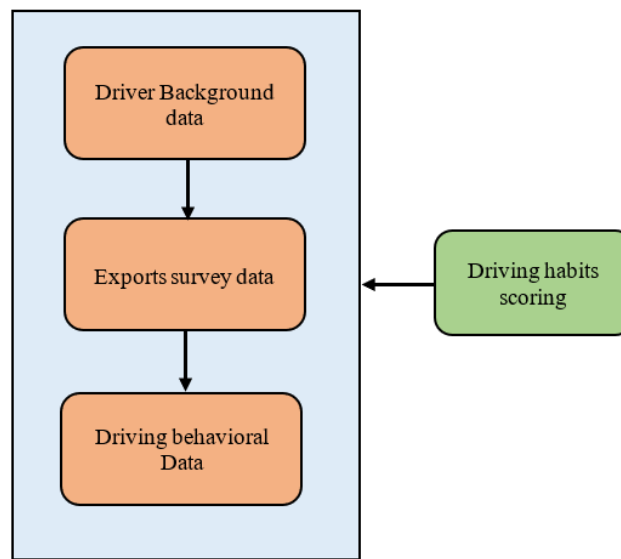 Driver Background
data
Exports survey data
Driving behavioral
Data
Driving habits
scoring